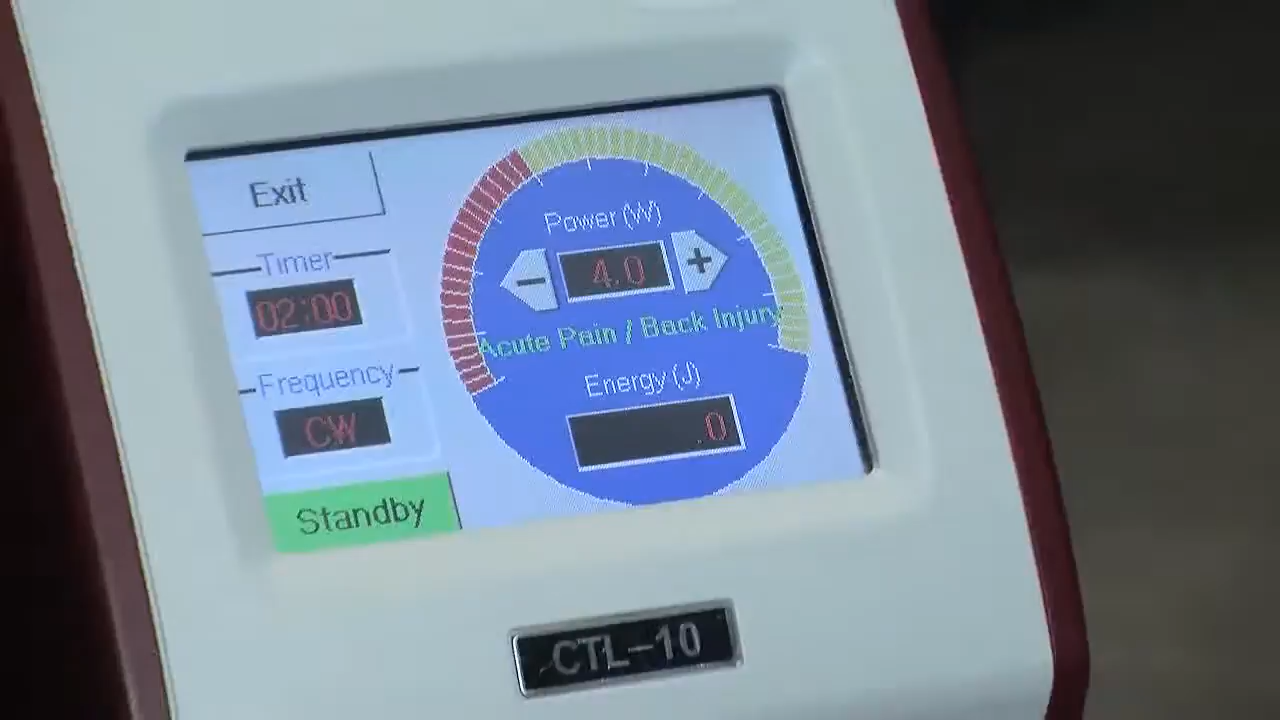 Exit
Timer
02:00
Frequency
CW
Standby
Power (W)
-
4.0
+
Acute Pain / Back Injury
Energy (J)
.0
CTL-10